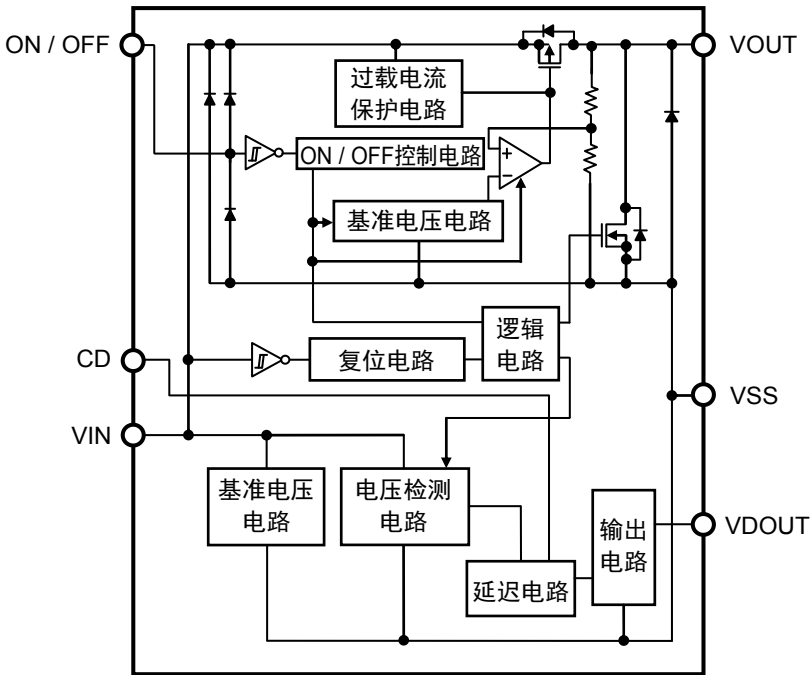 ON / OFF
VOUT
过载电流
保护电路
ON / OFF控制电路
+
−
基准电压电路
逻辑
电路
CD
复位电路
VSS
VIN
基准电压
电路
电压检测
电路
输出
电路
VDOUT
延迟电路